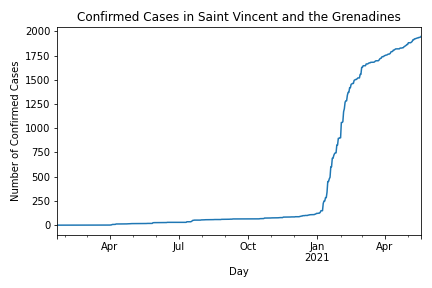 Confirmed Cases in Saint Vincent and the Grenadines
2000
1750
1500
1250
1000
750
500
250
0
Number of Confirmed Cases
Apr Jul Oct Jan Apr
2021
Day